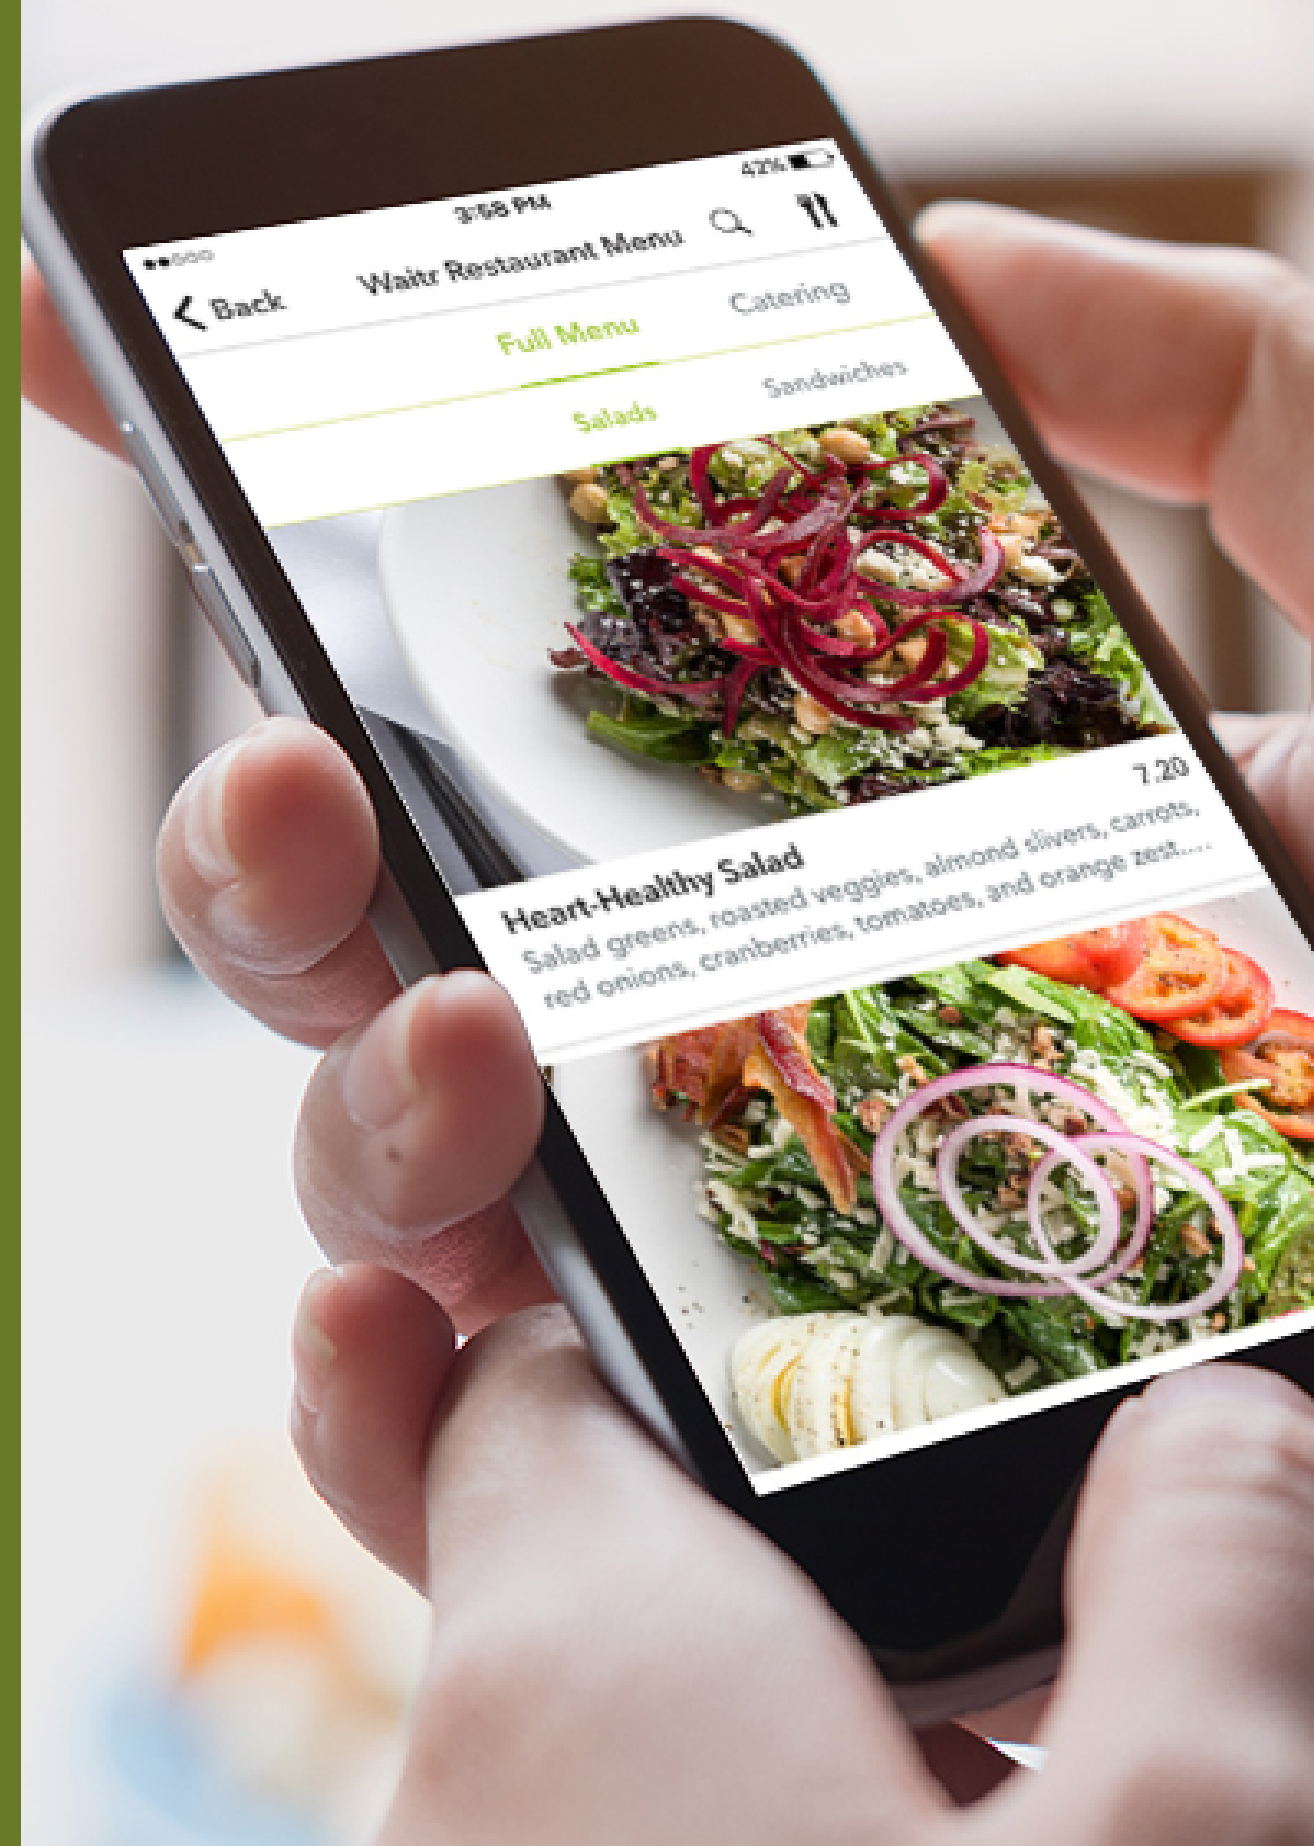 42%
3:58 PM
Back
Waitr Restaurant Menu
Full Menu
Catering
Salads
Sandwiches
7.20
Heart-Healthy Salad
Salad greens, roasted veggies, almond slivers, carrots,
red onions, cranberries, tomatoes, and orange zest....